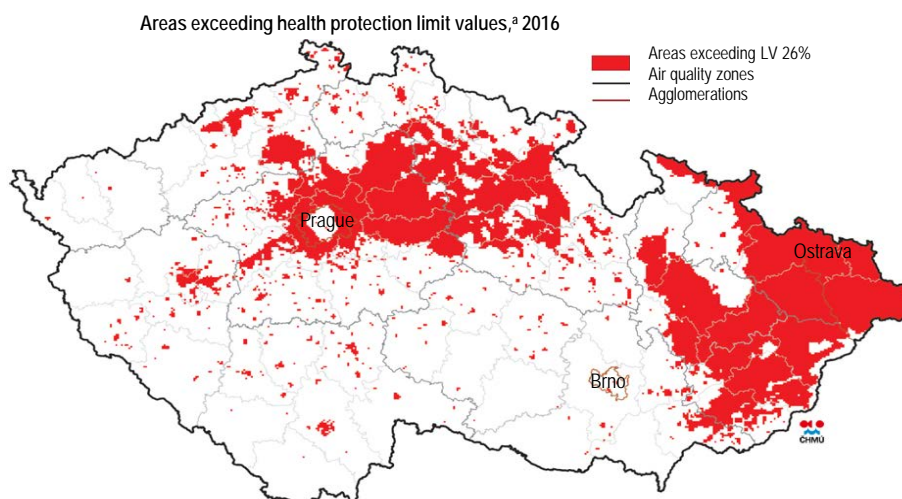 Areas exceeding health protection limit values,ª 2016
Areas exceeding LV 26%
Air quality zones
Agglomerations
Prague
Ostrava
Brno
ČHMÚ